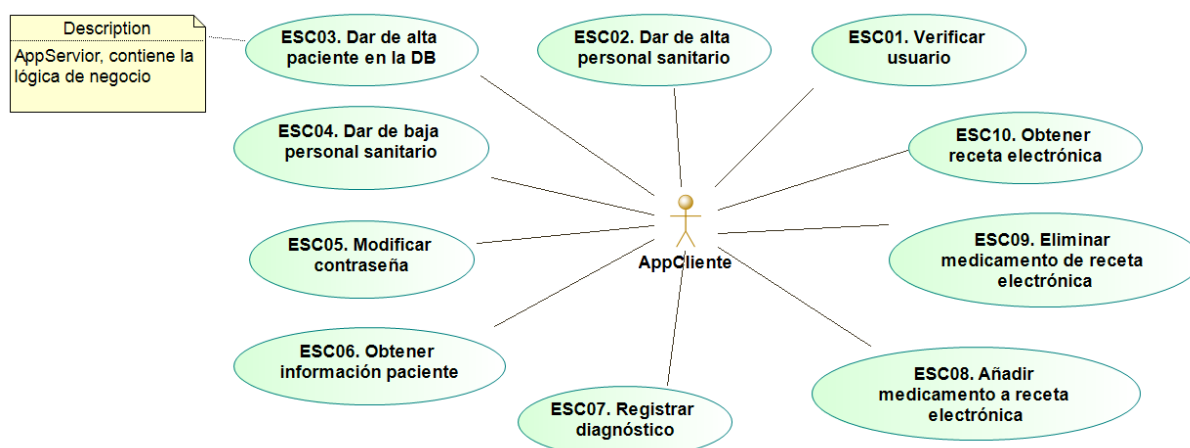 Description
AppServior, contiene la
lógica de negocio
ESC03. Dar de alta
paciente en la DB
ESC02. Dar de alta
personal sanitario
ESC01. Verificar
usuario
ESC04. Dar de baja
personal sanitario
ESC10. Obtener
receta electrónica
ESC05. Modificar
contraseña
AppCliente
ESC09. Eliminar
medicamento de receta
electrónica
ESC06. Obtener
información paciente
ESC07. Registrar
diagnóstico
ESC08. Añadir
medicamento a receta
electrónica